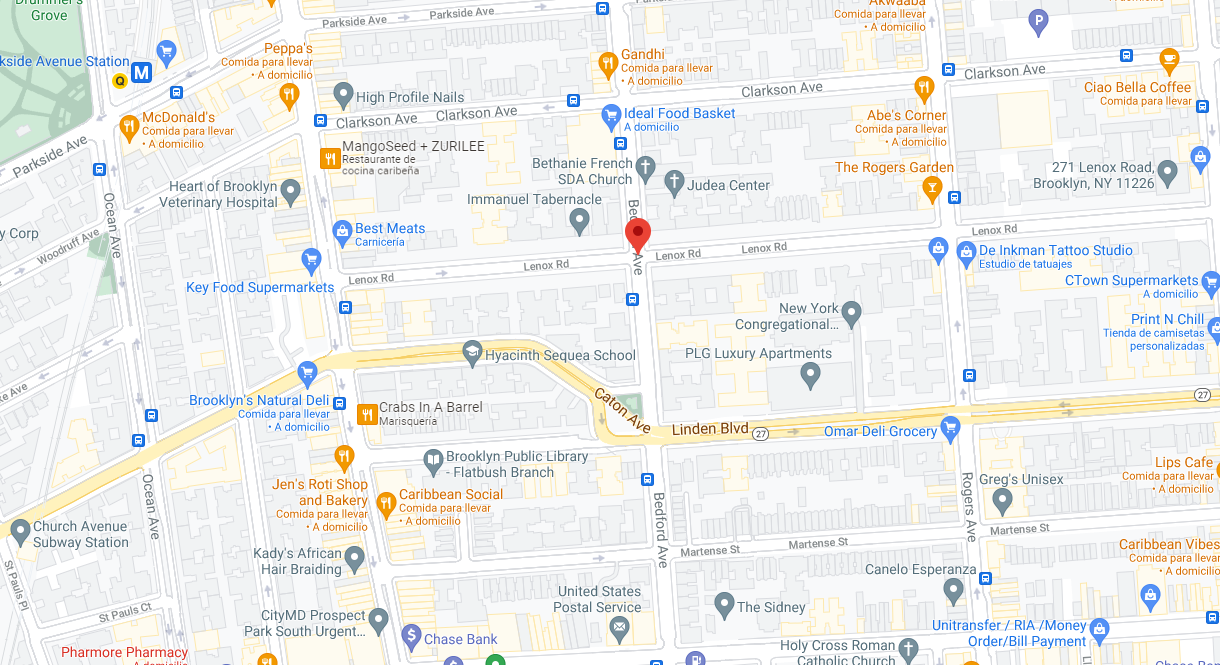 Drummer's
Grove
Parkside Ave
Parkside Ave
Akwaaba
Comida para llevar
• A domicilio
P
kside Avenue Station
M
Q
Peppa's
Comida para llevar
• A domicilio
Gandhi
Comida para llevar
• A domicilio
Clarkson Ave
Ciao Bella Coffee
Comida para llevar
High Profile Nails
Clarkson Ave
Clarkson Ave
Clarkson Ave
McDonald's
Comida para llevar
• A domicilio
Ideal Food Basket
A domicilio
Abe's Corner
Comida para llevar
• A domicilio
Parkside Ave
MangoSeed + ZURILEE
Restaurante de
cocina caribeña
Bethanie French
SDA Church
The Rogers Garden
271 Lenox Road,
Brooklyn, NY 11226
Heart of Brooklyn
Veterinary Hospital
Judea Center
Immanuel Tabernacle
Ocean Ave
Best Meats
Carnicería
Ave
y Corp
Woodruff Ave
Lenox Rd
Lenox Rd
Lenox Rd
Lenox Rd
Lenox Rd
De Inkman Tattoo Studio
Estudio de tatuajes
Key Food Supermarkets
CTown Supermarkets
A domicilio
New York
Congregational...
Print N Chill
Tienda de camisetas
personalizadas
Hyacinth Sequea School
PLG Luxury Apartments
ke Ave
Brooklyn's Natural Deli
Comida para llevar
• A domicilio
Crabs In A Barrel
Marisquería
Caton Ave
Linden Blvd
27
27
Omar Deli Grocery
Brooklyn Public Library
- Flatbush Branch
Jen's Roti Shop
and Bakery
Comida para llevar
• A domicilio
Caribbean Social
Comida para llevar
• A domicilio
Ocean Ave
Bedford Ave
Rogers Ave
Greg's Unisex
Lips Cafe
Comida para llevar
• A domicilio
Church Avenue
Subway Station
Martense St
Martense St
Martense St
Kady's African
Hair Braiding
Caribbean Vibes
Comida para llevar
• A domicilio
St Pauls Pl
St Pauls Ct
Canelo Esperanza
United States
Postal Service
The Sidney
CityMD Prospect
Park South Urgent...
$
Chase Bank
Unitransfer / RIA /Money
Order/Bill Payment
Holy Cross Roman
Catholic Church
Pharmore Pharmacy
A domicilio
Chase Bank